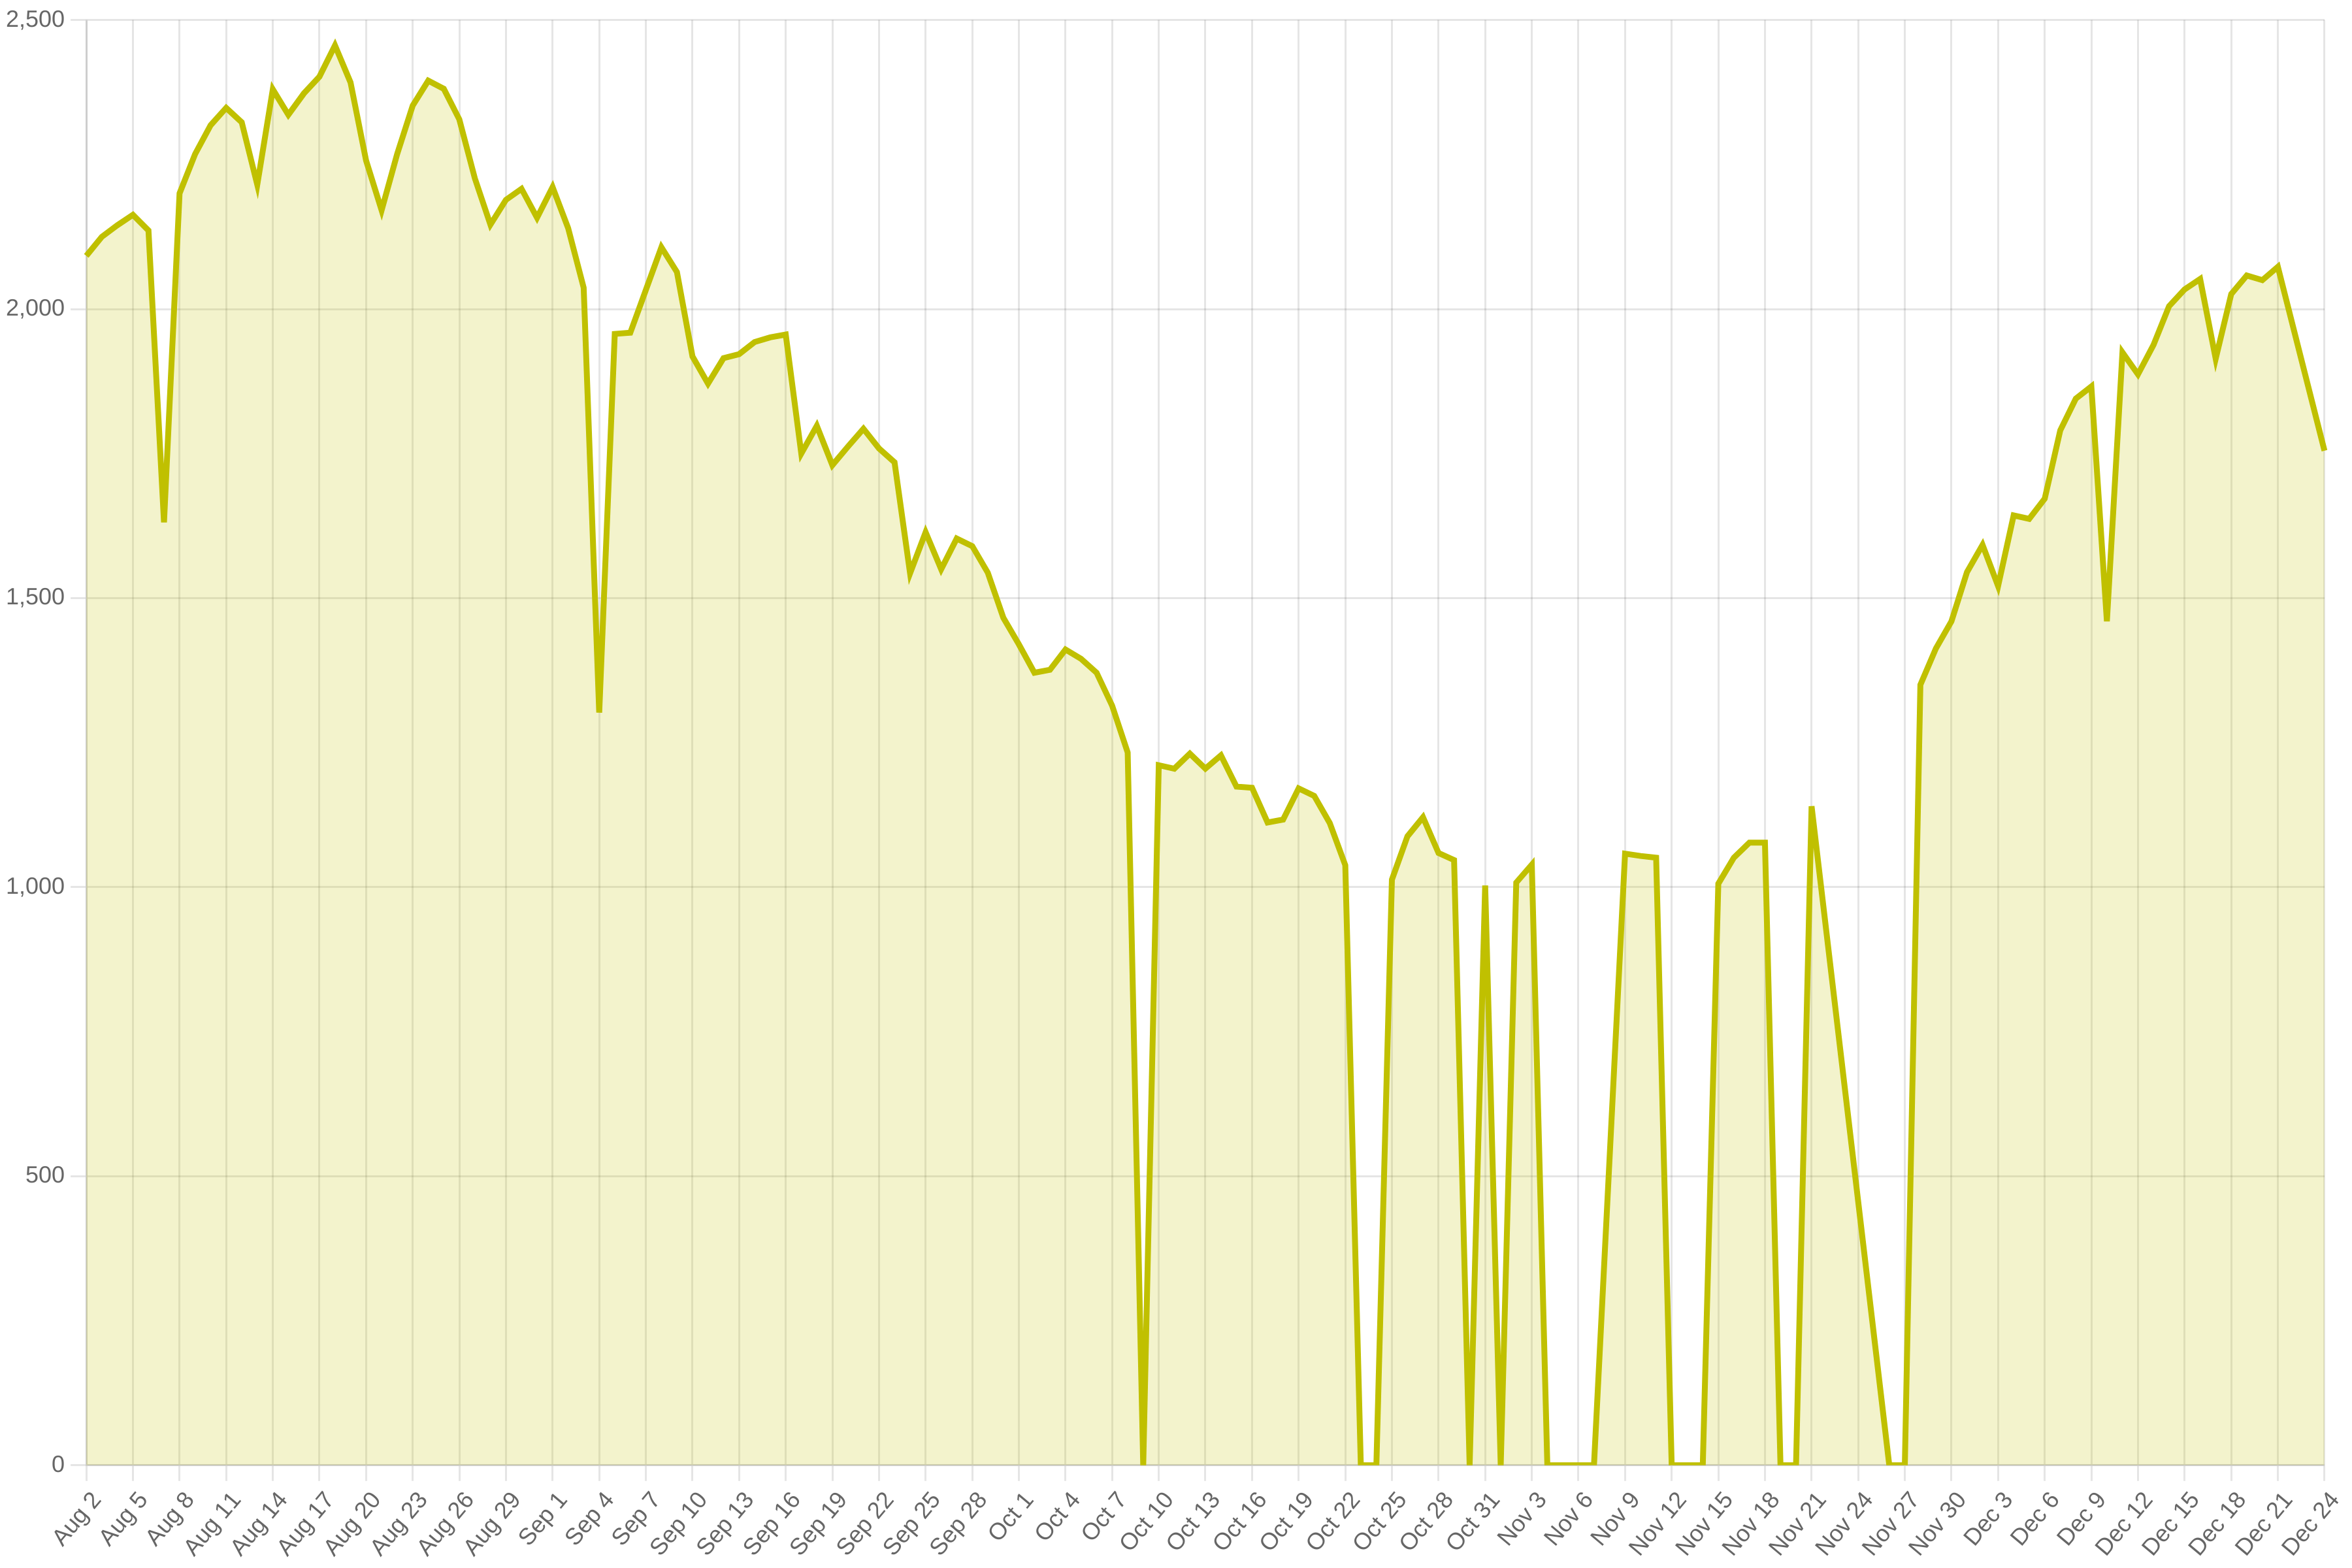 2,500
2,000
1,500
1,000
500
0
Aug 2
Aug 5
Aug 8
Aug 11
Aug 14
Aug 17
Aug 20
Aug 23
Aug 26
Aug 29
Sep 1
Sep 4
Sep 7
Sep 10
Sep 13
Sep 16
Sep 19
Sep 22
Sep 25
Sep 28
Oct 1
Oct 4
Oct 7
Oct 10
Oct 13
Oct 16
Oct 19
Oct 22
Oct 25
Oct 28
Oct 31
Nov 3
Nov 6
Nov 9
Nov 12
Nov 15
Nov 18
Nov 21
Nov 24
Nov 27
Nov 30
Dec 3
Dec 6
Dec 9
Dec 12
Dec 15
Dec 18
Dec 21
Dec 24